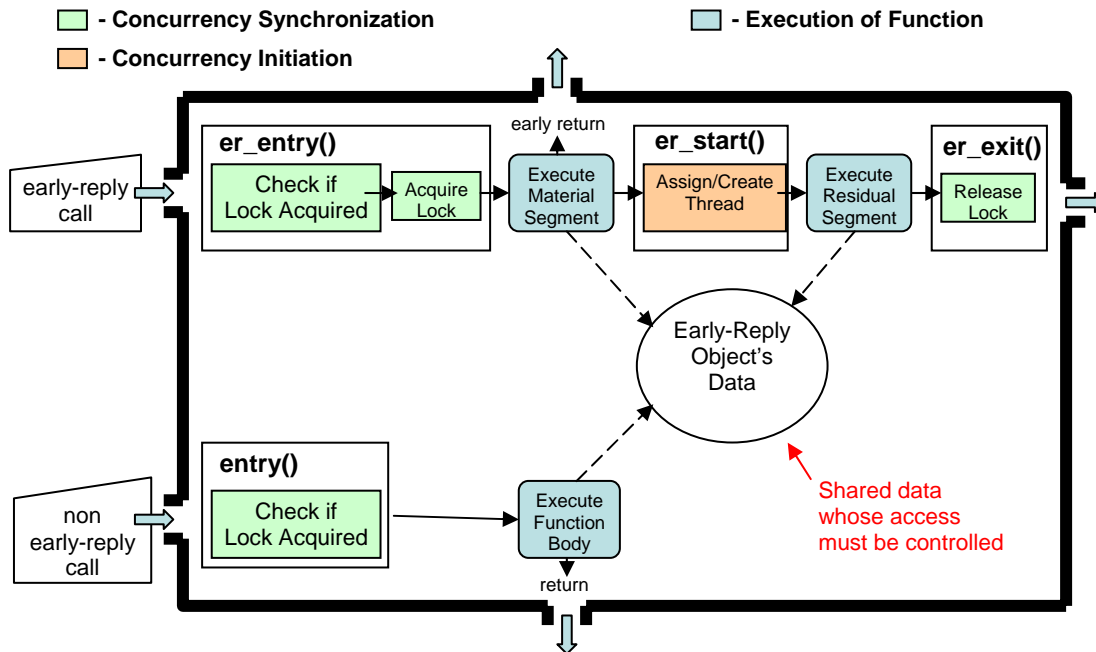 - Concurrency Synchronization
- Execution of Function
- Concurrency Initiation
early-reply
call
er_entry()
Check if
Lock Acquired
Acquire
Lock
early return
Execute
Material
Segment
er_start()
Assign/Create
Thread
Execute
Residual
Segment
er_exit()
Release
Lock
Early-Reply
Object's
Data
non
early-reply
call
entry()
Check if
Lock Acquired
Execute
Function
Body
return
Shared data
whose access
must be controlled